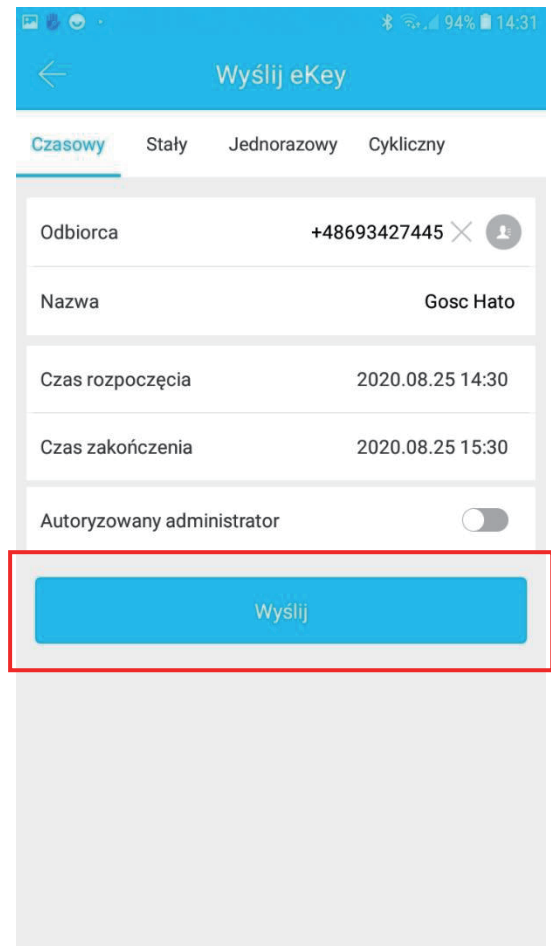 94% 14:31
Wyślij eKey
Czasowy Stały Jednorazowy Cykliczny
Odbiorca +48693427445
Nazwa Gosc Hato
Czas rozpoczęcia 2020.08.25 14:30
Czas zakończenia 2020.08.25 15:30
Autoryzowany administrator
Wyślij